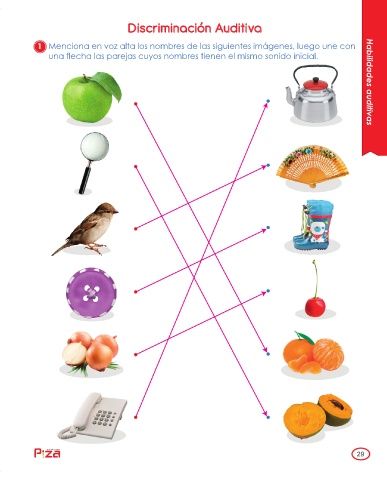 Discriminación Auditiva
1 Menciona en voz alta los nombres de las siguientes imágenes, luego une con
una flecha las parejas cuyos nombres tienen el mismo sonido inicial.
Habilidades auditivas
Piza
29